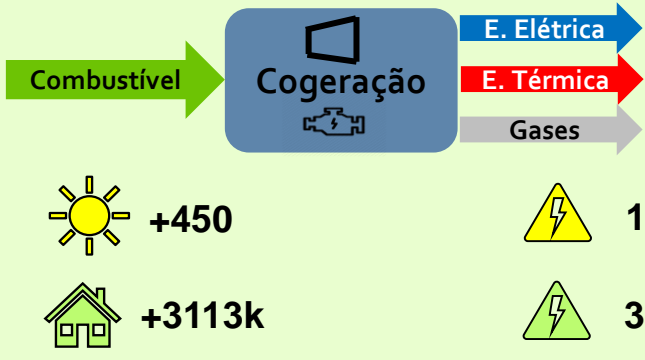 E. Elétrica
Combustível
Cogeração
E. Térmica
Gases
+450
1
+3113k
3